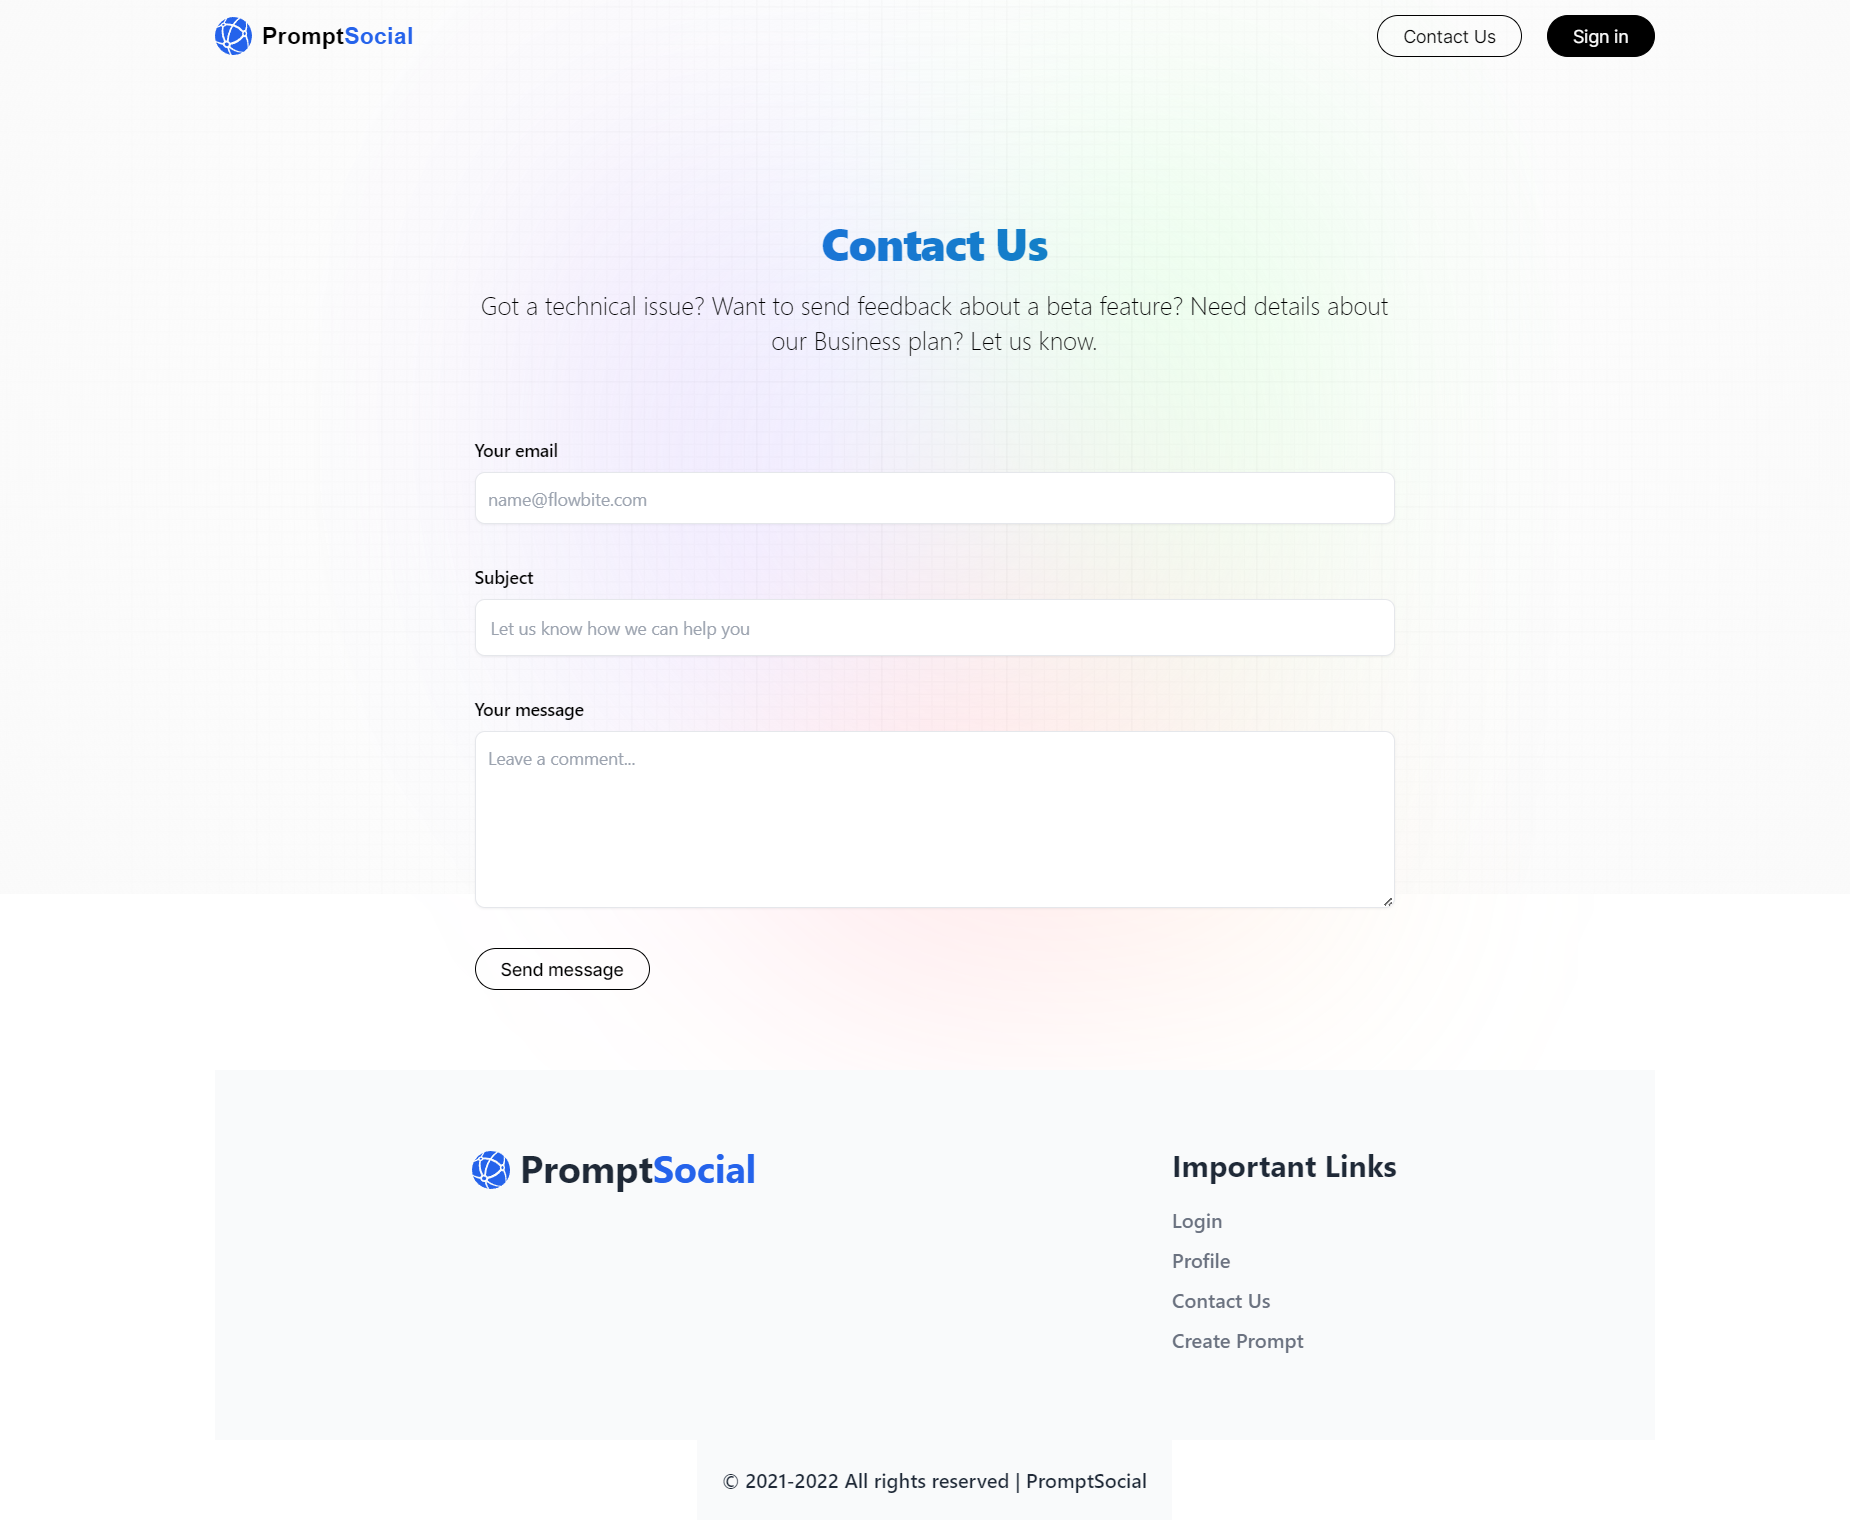 PromptSocial
Contact Us
Sign in
Contact Us
Got a technical issue? Want to send feedback about a beta feature? Need details about
our Business plan? Let us know.
Your email
name@flowbite.com
Subject
Let us know how we can help you
Your message
Leave a comment...
Send message
PromptSocial
Important Links
Login
Profile
Contact Us
Create Prompt
© 2021-2022 All rights reserved | PromptSocial